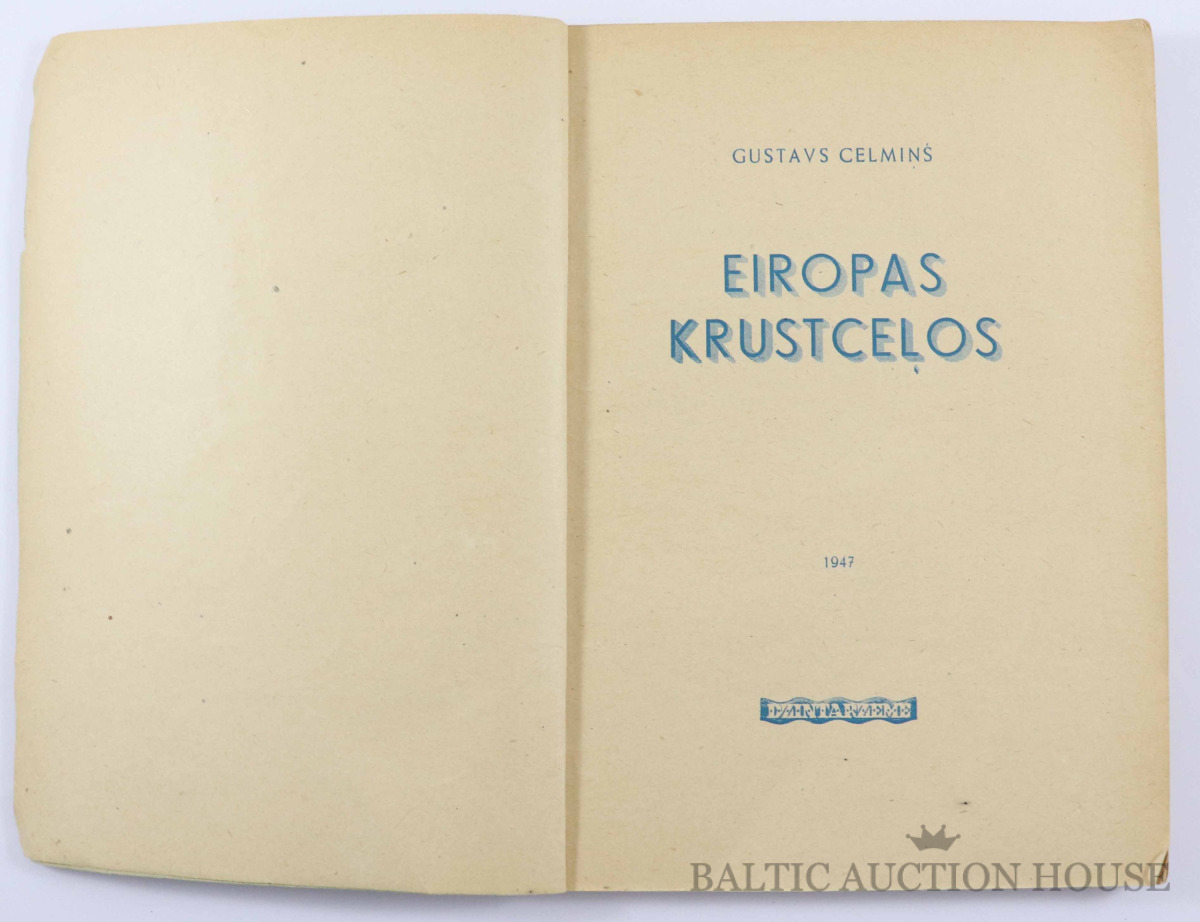 GUSTAVS CELMIŅŠ
EIROPAS
KRUSTCEĻOS
1947
BALTIC AUCTION HOUSE